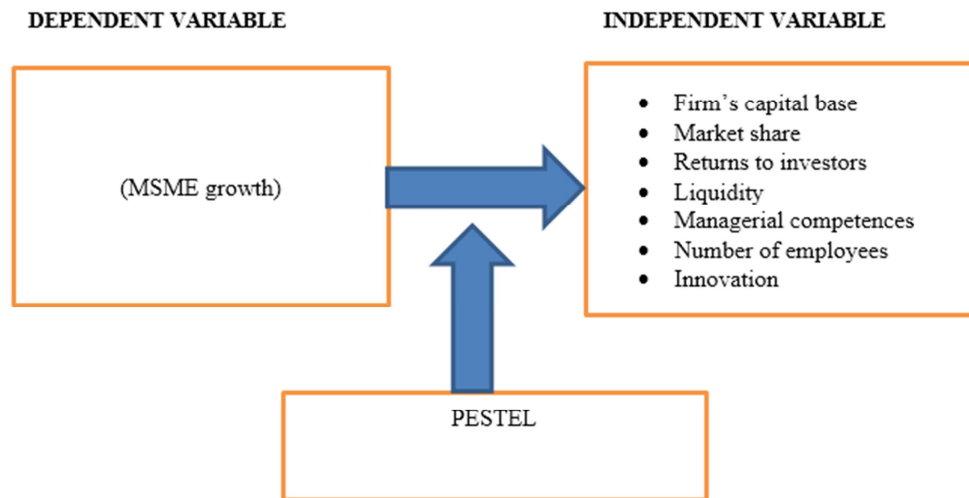 DEPENDENT VARIABLE
INDEPENDENT VARIABLE
(MSME growth)
• Firm’s capital base
• Market share
• Returns to investors
• Liquidity
• Managerial competences
• Number of employees
• Innovation
PESTEL